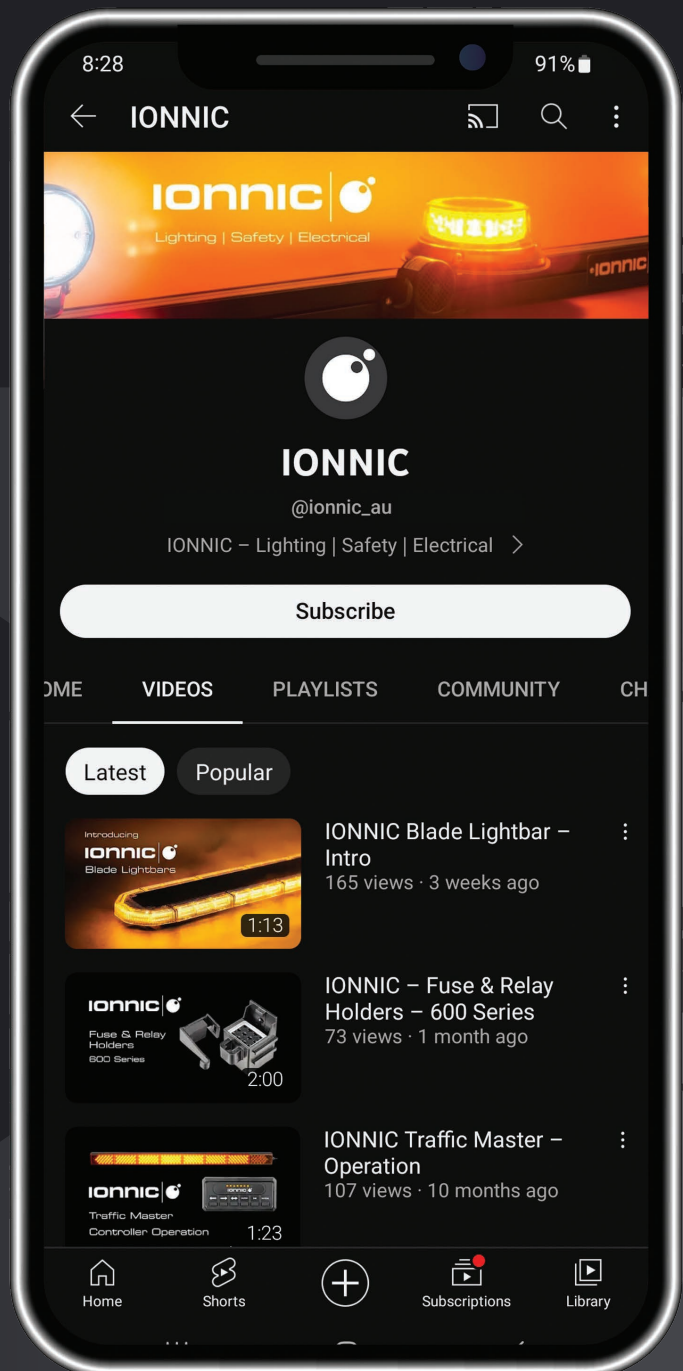 8:28
91%
IONNIC
IONNIC
Lighting | Safety | Electrical
IONNIC
IONNIC
@ionnic_au
IONNIC – Lighting | Safety | Electrical
Subscribe
OME VIDEOS PLAYLISTS COMMUNITY CH
Latest Popular
Introducing
IONNIC
Blade Lightbars
1:13
IONNIC Blade Lightbar –
Intro
165 views · 3 weeks ago
IONNIC
Fuse & Relay
Holders
600 Series
2:00
IONNIC – Fuse & Relay
Holders – 600 Series
73 views · 1 month ago
IONNIC
IONNIC
Traffic Master
Controller Operation
1:23
IONNIC Traffic Master –
Operation
107 views · 10 months ago
Home Shorts Subscriptions Library